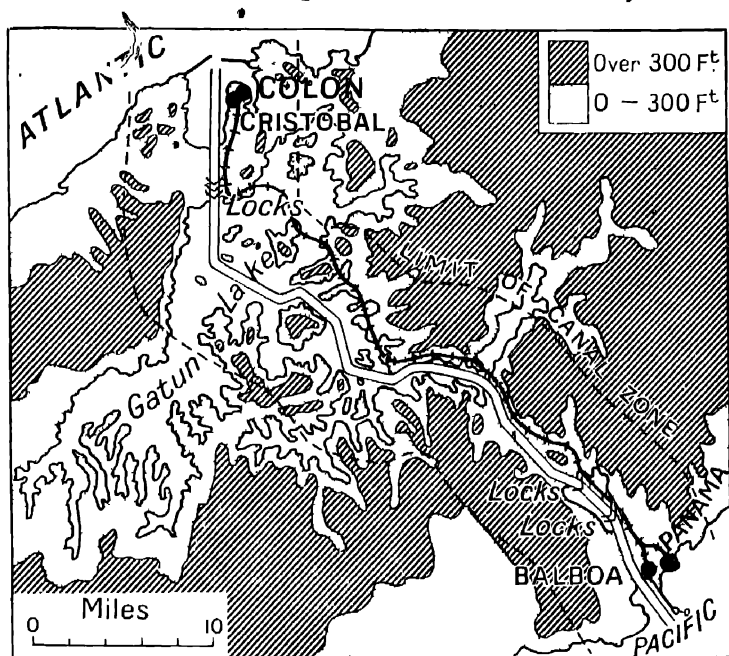 ATLANTIC
COLON
CRISTOBAL
Over 300 Ft
0 – 300 Ft
Locks
Gatun Lake
LIMIT OF CANAL ZONE
Locks
Locks
PANAMA
BALBOA
PACIFIC
Miles
0 10